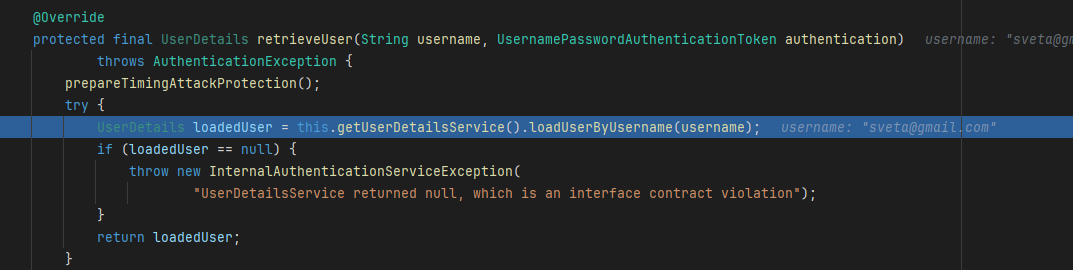 @Override
protected final UserDetails retrieveUser(String username, UsernamePasswordAuthenticationToken authentication)   username: "sveta@gm
        throws AuthenticationException {
    prepareTimingAttackProtection();
    try {
        UserDetails loadedUser = this.getUserDetailsService().loadUserByUsername(username);   username: "sveta@gmail.com"
        if (loadedUser == null) {
            throw new InternalAuthenticationServiceException(
                    "UserDetailsService returned null, which is an interface contract violation");
        }
        return loadedUser;
    }